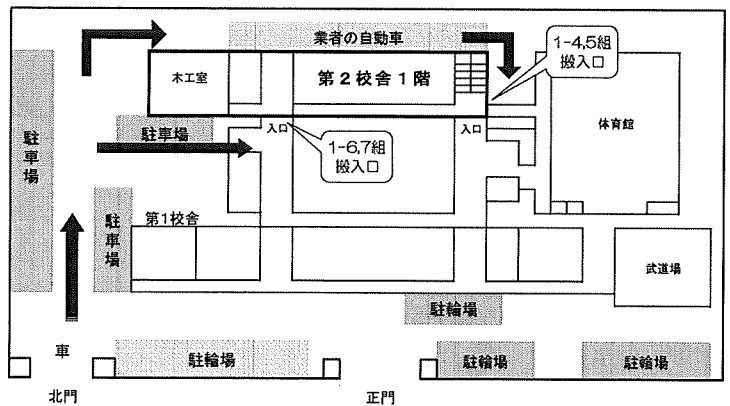 業者の自動車
1-4,5組
搬入口
木工室
第2校舎1階
駐車場
駐車場
入口
入口
体育館
1-6,7組
搬入口
駐車場
第1校舎
武道場
駐輪場
車
駐輪場
駐輪場
駐輪場
北門
正門